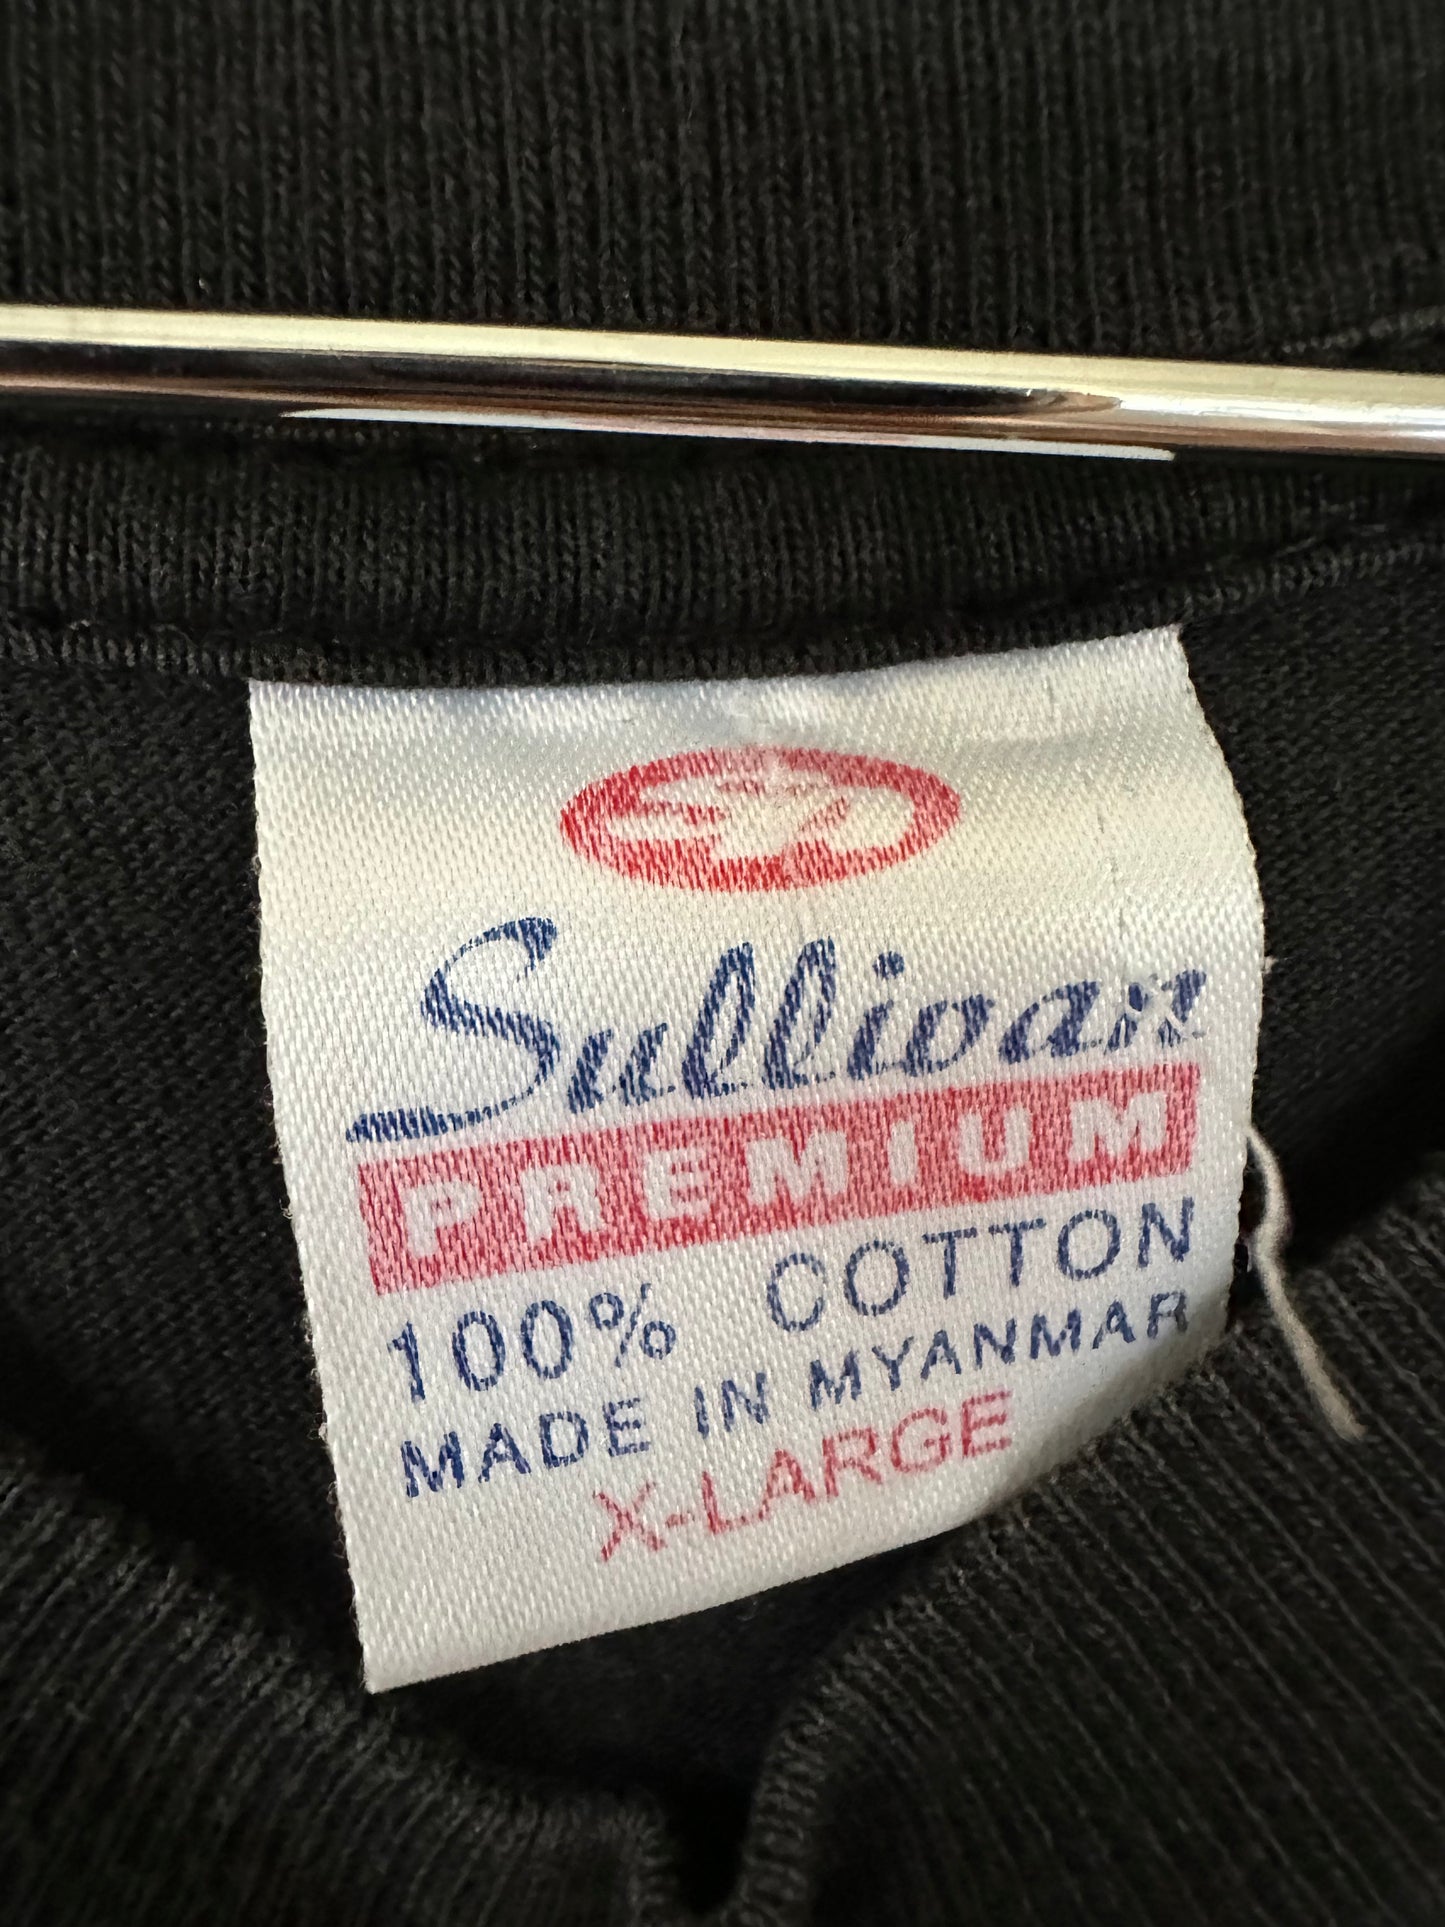 Sullivan
PREMIUM
100% COTTON
MADE IN MYANMAR
X-LARGE